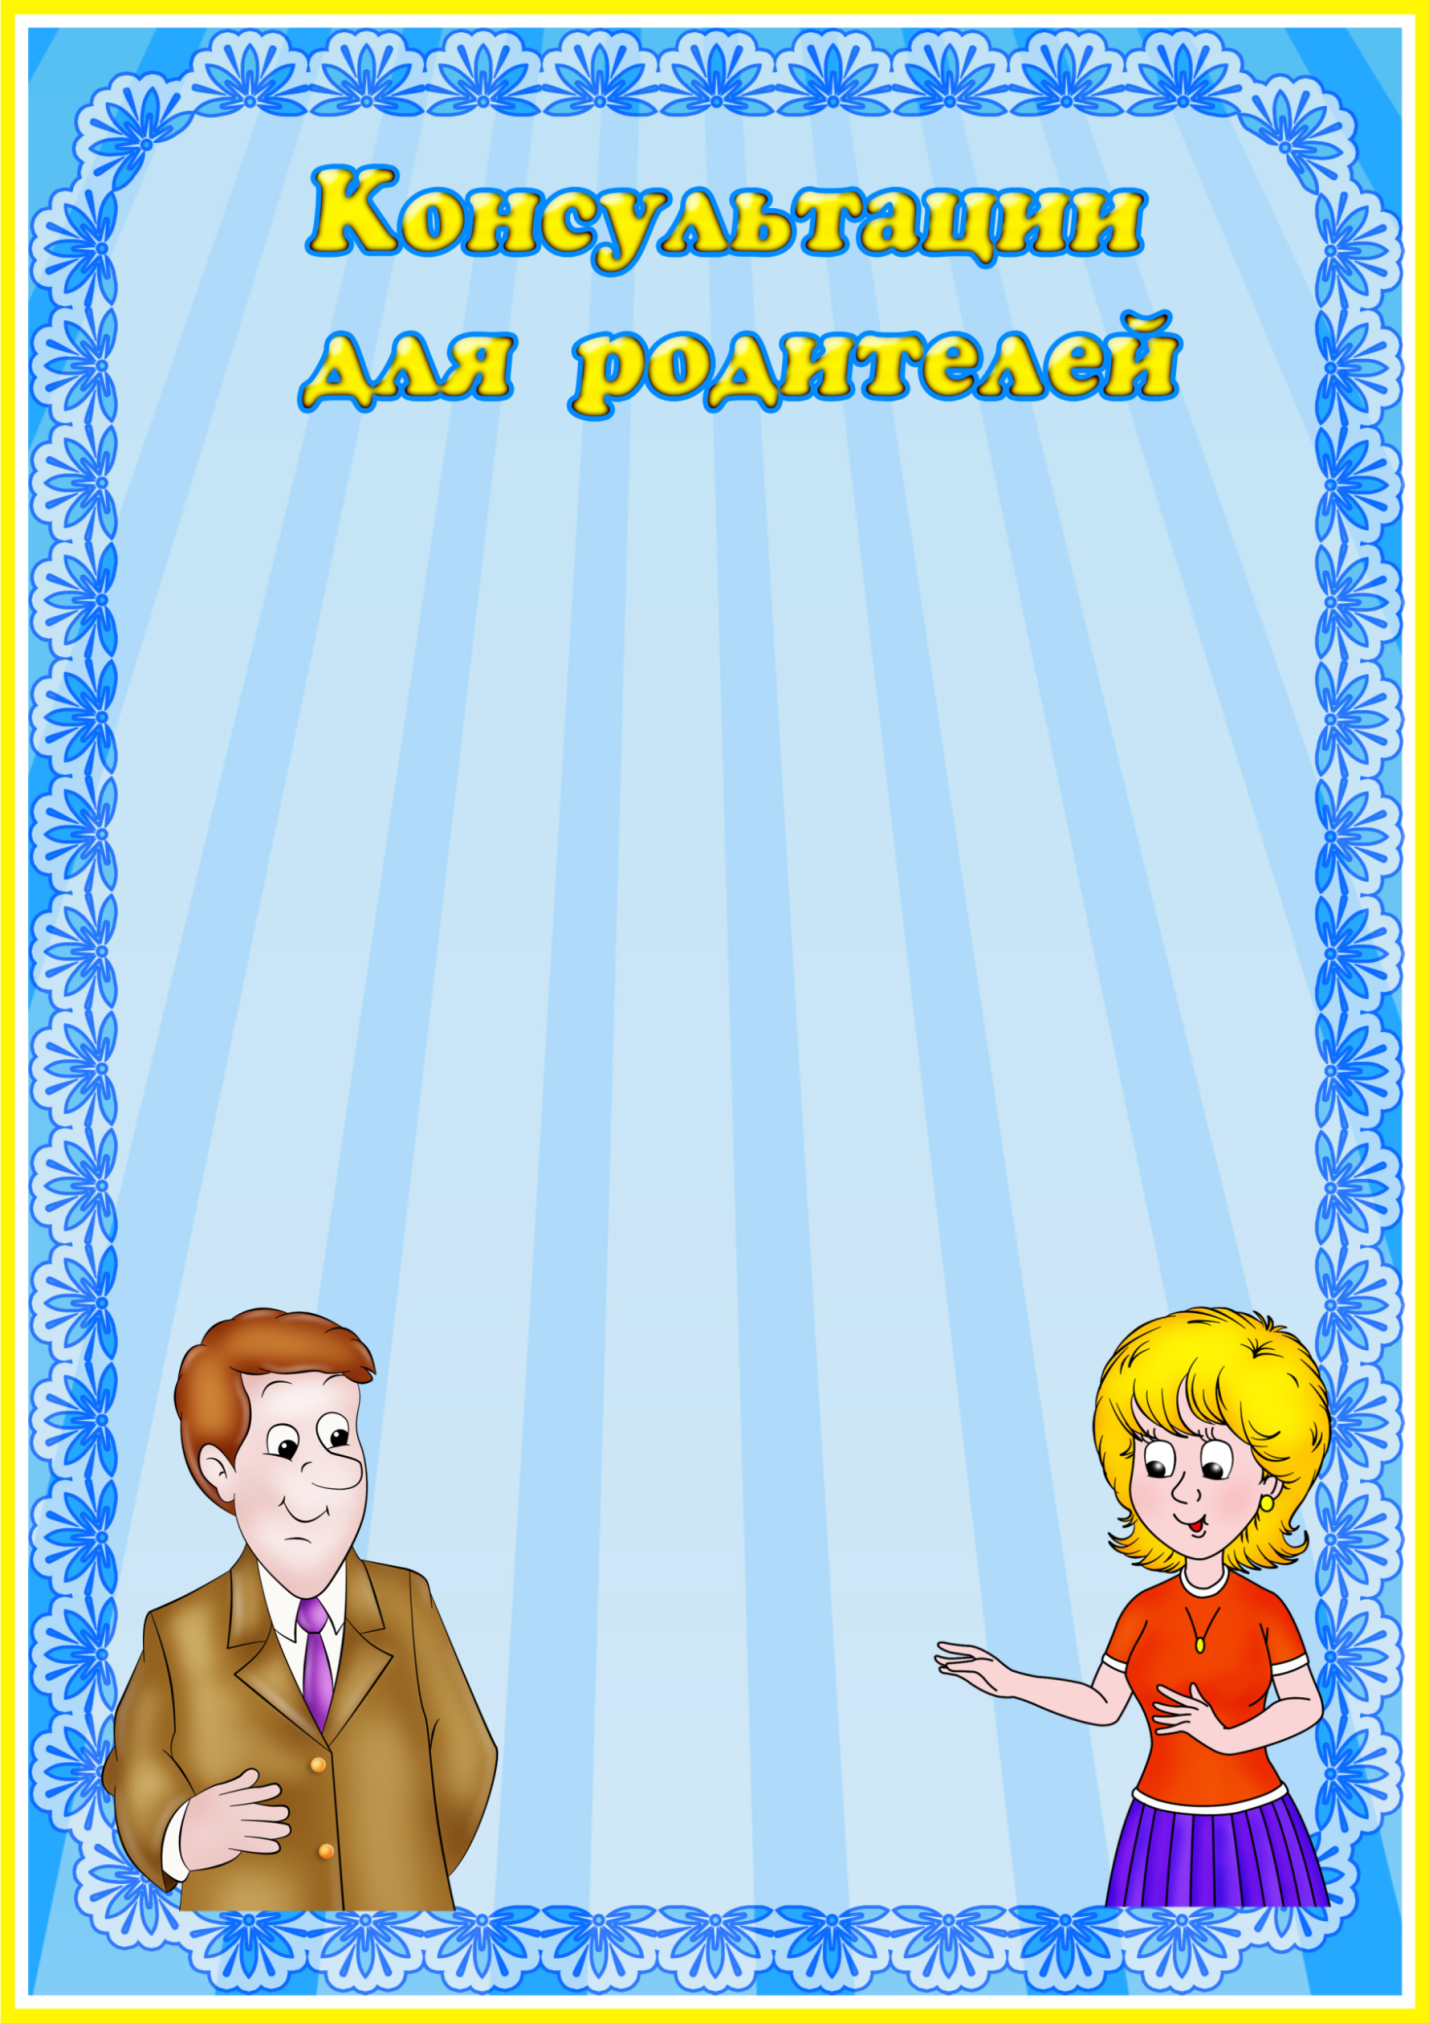 Консультации
для родителей